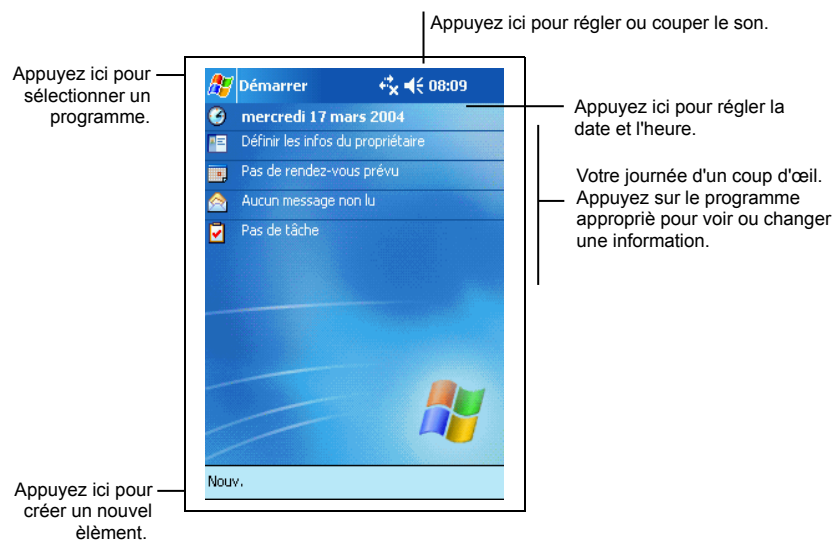 Appuyez ici pour régler ou couper le son.
Appuyez ici pour
sélectionner un
programme.
Démarrer 08:09
mercredi 17 mars 2004
Définir les infos du propriétaire
Pas de rendez-vous prévu
Aucun message non lu
Pas de tâche
Appuyez ici pour régler la
date et l'heure.
Votre journée d'un coup d'œil.
Appuyez sur le programme
appropriè pour voir ou changer
une information.
Nouv.
Appuyez ici pour
créer un nouvel
èlèment.